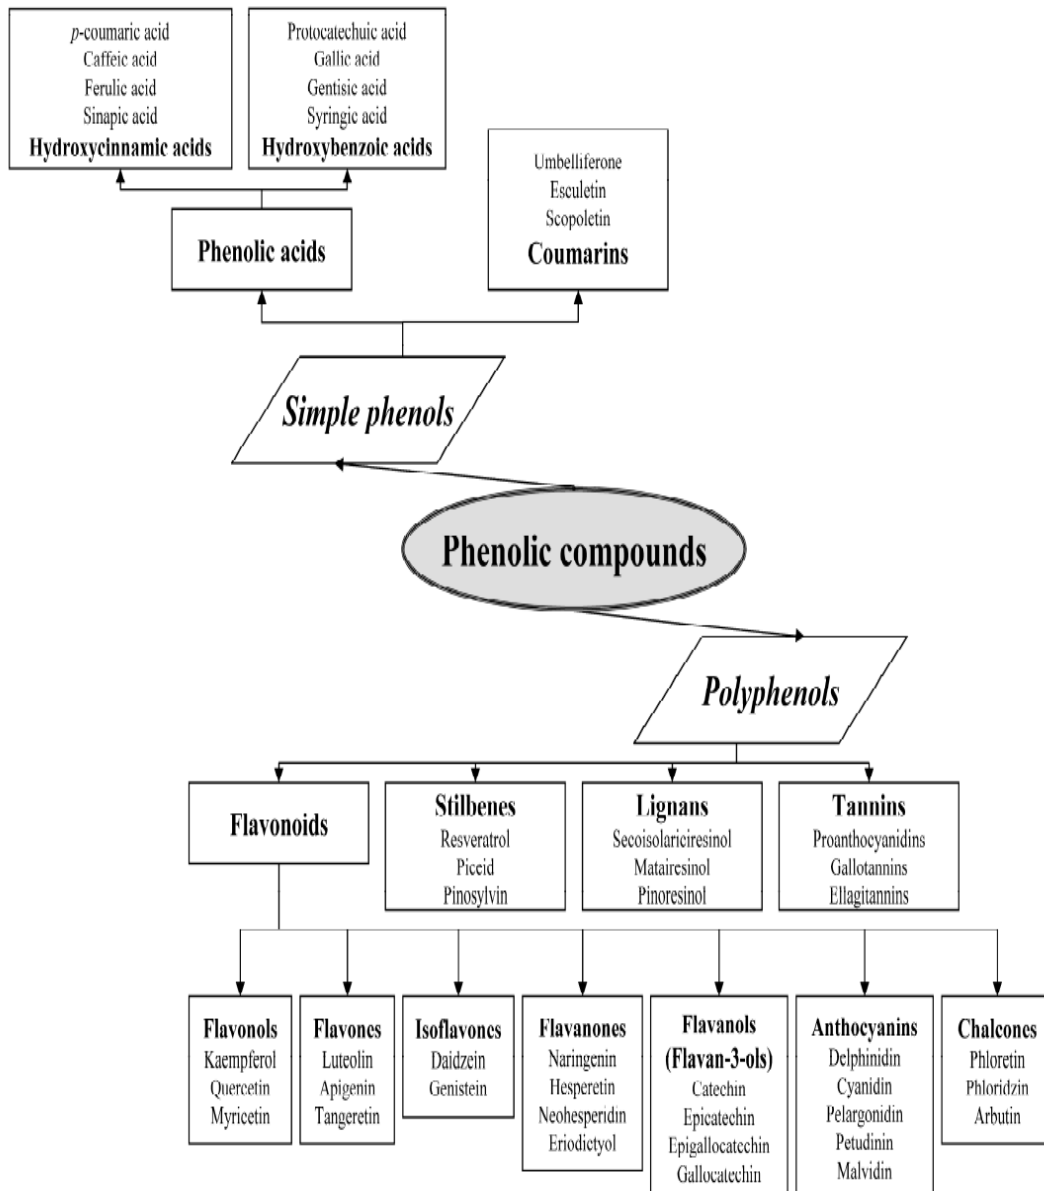 p-coumaric acid
Caffeic acid
Ferulic acid
Sinapic acid
Hydroxycinnamic acids
Protocatechuic acid
Gallic acid
Gentisic acid
Syringic acid
Hydroxybenzoic acids
Umbelliferone
Esculetin
Scopoletin
Coumarins
Phenolic acids
Simple phenols
Phenolic compounds
Polyphenols
Flavonoids
Stilbenes
Resveratrol
Piceid
Pinosylvin
Lignans
Secoisolariciresinol
Matairesinol
Pinoresinol
Tannins
Proanthocyanidins
Gallotannins
Ellagitannins
Flavonols
Kaempferol
Quercetin
Myricetin
Flavones
Luteolin
Apigenin
Tangeretin
Isoflavones
Daidzein
Genistein
Flavanones
Naringenin
Hesperetin
Neohesperidin
Eriodictyol
Flavanols
(Flavan-3-ols)
Catechin
Epicatechin
Epigallocatechin
Gallocatechin
Anthocyanins
Delphinidin
Cyanidin
Pelargonidin
Petudinin
Malvidin
Chalcones
Phloretin
Phloridzin
Arbutin